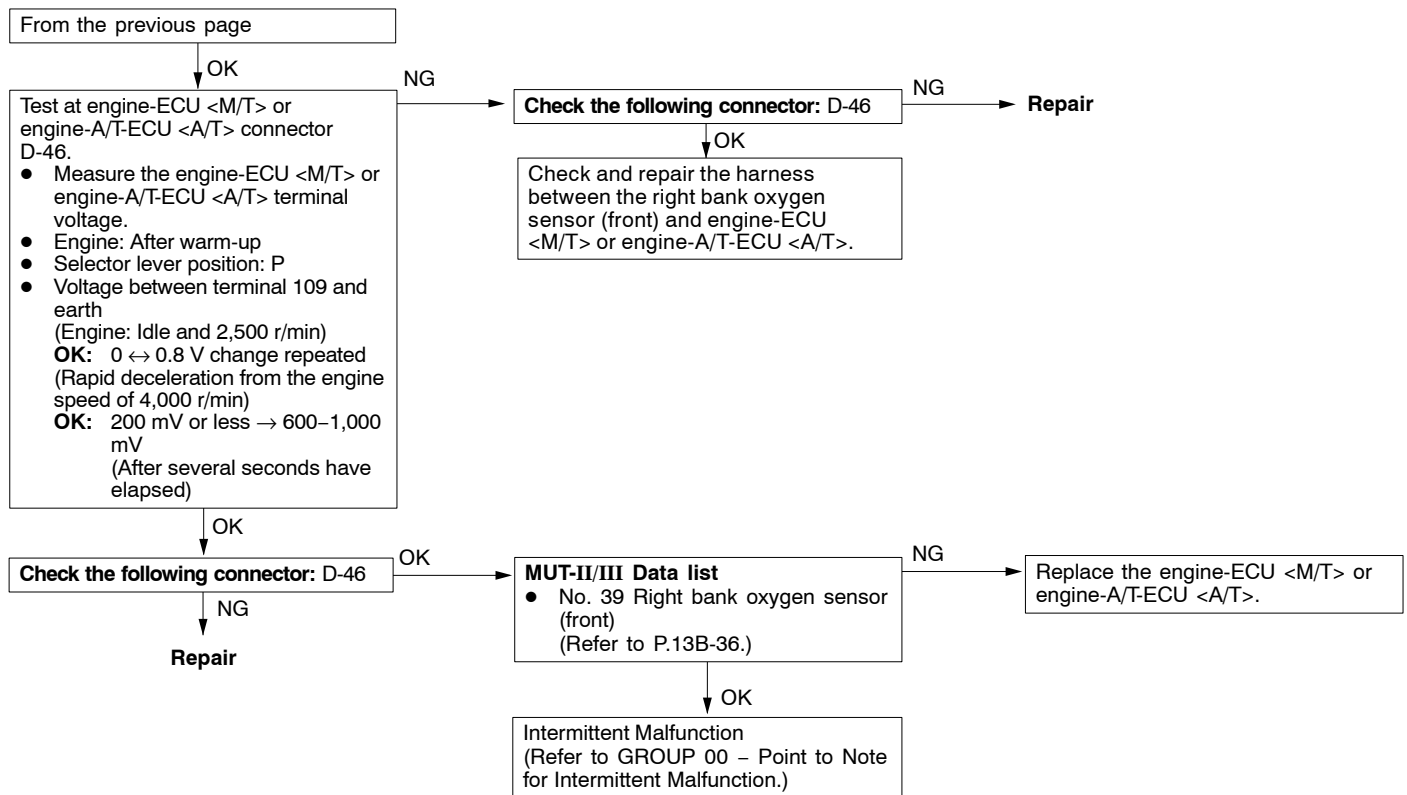 From the previous page
OK
Test at engine-ECU <M/T> or
engine-A/T-ECU <A/T> connector
D-46.
● Measure the engine-ECU <M/T> or
engine-A/T-ECU <A/T> terminal
voltage.
● Engine: After warm-up
● Selector lever position: P
● Voltage between terminal 109 and
earth
(Engine: Idle and 2,500 r/min)
OK: 0 ↔ 0.8 V change repeated
(Rapid deceleration from the engine
speed of 4,000 r/min)
OK: 200 mV or less → 600–1,000
mV
(After several seconds have
elapsed)
NG
Check the following connector: D-46
NG
Repair
OK
Check and repair the harness
between the right bank oxygen
sensor (front) and engine-ECU
<M/T> or engine-A/T-ECU <A/T>.
OK
Check the following connector: D-46
NG
Repair
OK
MUT-II/III Data list
● No. 39 Right bank oxygen sensor
(front)
(Refer to P.13B-36.)
NG
Replace the engine-ECU <M/T> or
engine-A/T-ECU <A/T>.
OK
Intermittent Malfunction
(Refer to GROUP 00 – Point to Note
for Intermittent Malfunction.)